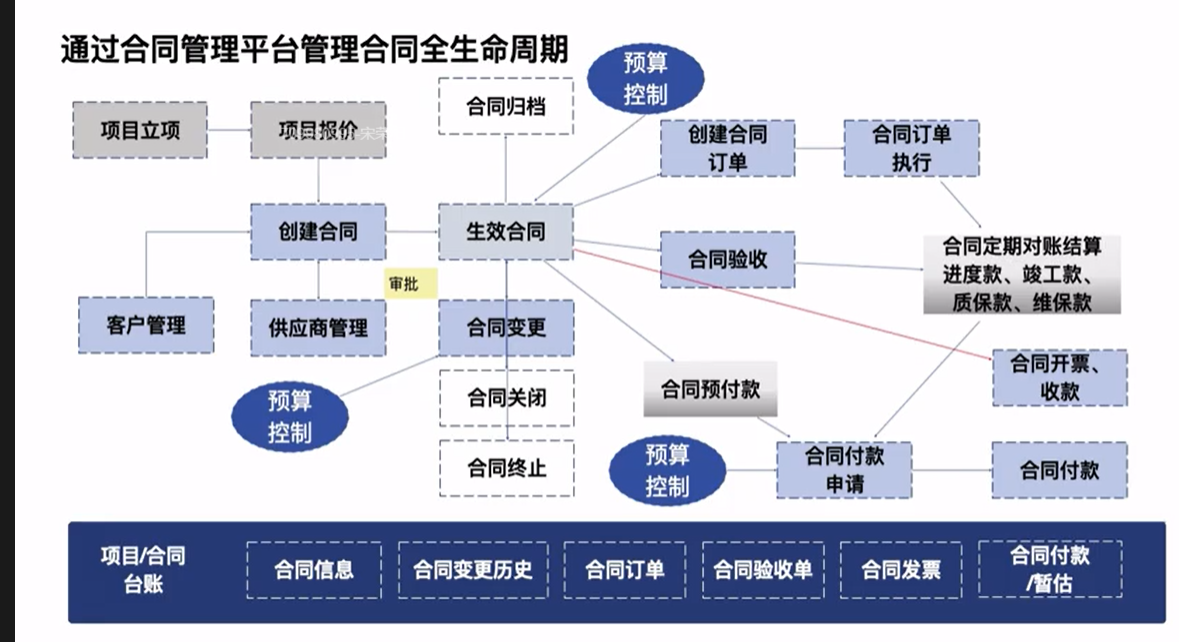 通过合同管理平台管理合同全生命周期
预算
控制
合同归档
项目立项
项目报价
创建合同
订单
合同订单
执行
创建合同
生效合同
合同验收
合同定期对账结算
进度款、竣工款、
质保款、维保款
审批
客户管理
供应商管理
合同变更
合同开票、
收款
合同预付款
预算
控制
合同关闭
合同终止
预算
控制
合同付款
申请
合同付款
项目/合同
台账
合同信息
合同变更历史
合同订单
合同验收单
合同发票
合同付款
/暂估